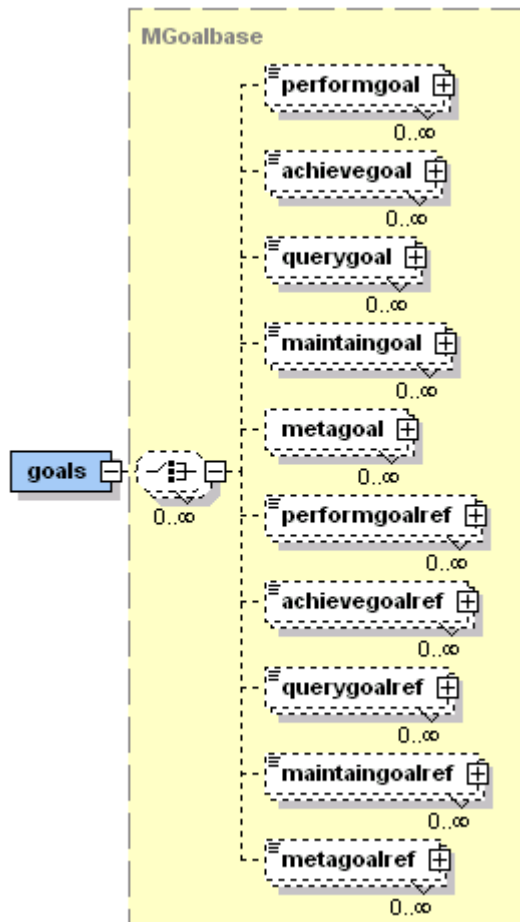 MGoalbase
performgoal
0..∞
achievegoal
0..∞
querygoal
0..∞
maintaingoal
0..∞
metagoal
0..∞
goals
0..∞
performgoalref
0..∞
achievegoalref
0..∞
querygoalref
0..∞
maintaingoalref
0..∞
metagoalref
0..∞